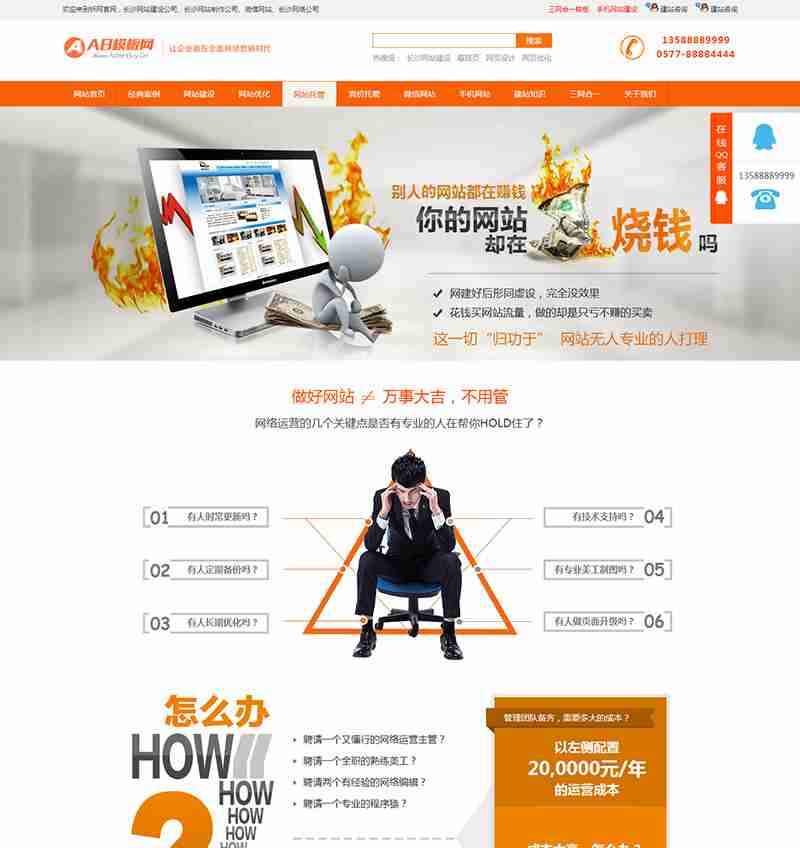 欢迎来到织网官网，长沙网站建设公司、长沙网站制作公司、微信网站、长沙网络公司
三网合一模板 手机网站建设 建站咨询 建站咨询
AB模板网
让企业赢在全面网络营销时代
搜索
长沙网站建设 着陆页 网页设计 网页优化
13588889999
0577-88884444
网站首页 经典案例 网站建设 网站优化 网站托管 竞价托管 微信网站 手机网站 建站知识 三网合一 关于我们
在线QQ客服
13588889999
别人的网站都在赚钱
你的网站
却在
烧钱
吗
网建好后形同虚设，完全没效果
花钱买网站流量，做的却是只亏不赚的买卖
这一切“归功于” 网站无人专业的人打理
做好网站 ≠ 万事大吉，不用管
网络运营的几个关键点是否有专业的人在帮你HOLD住了？
01 有人时常更新吗？
02 有人定期备价吗？
03 有人长期优化吗？
有技术支持吗？ 04
有专业美工制图吗？ 05
有人做页面升级吗？ 06
怎么办
HOW
HOW
HOW
HOW
HOW
?
聘请一个又懂行的网络运营主管？
聘请一个全职的熟练美工？
聘请两个有经验的网络编辑？
聘请一个专业的程序猿？
管理团队备齐，需要多大的成本？
以左侧配置
20,0000元/年
的运营成本
成本太高，怎么办？